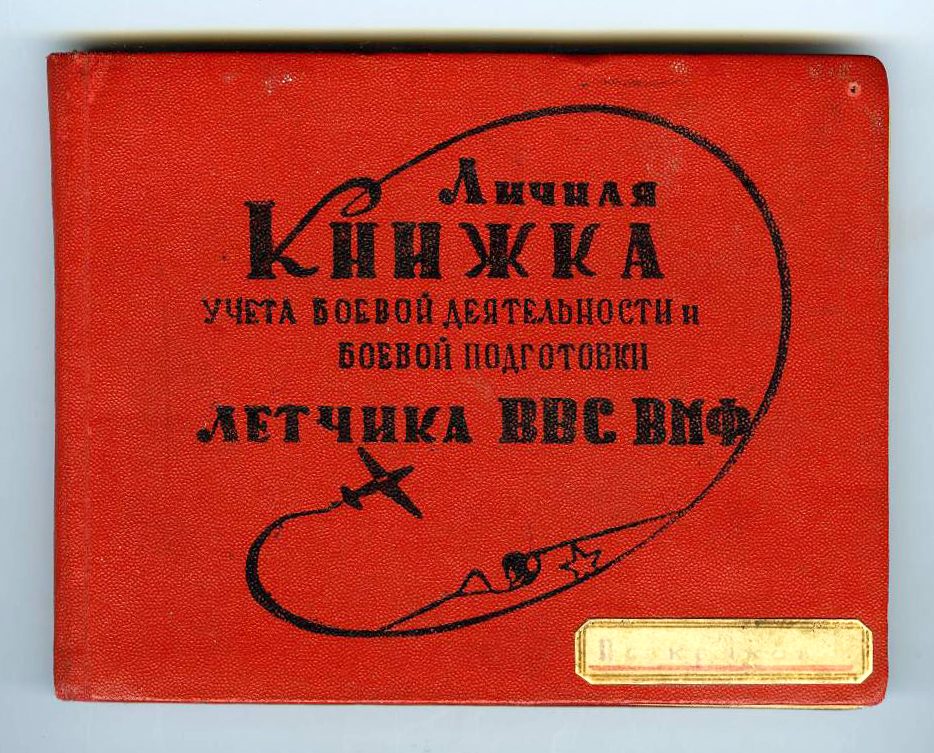 Личная
Книжка
учета боевой деятельности и
боевой подготовки
летчика ВВС ВМФ